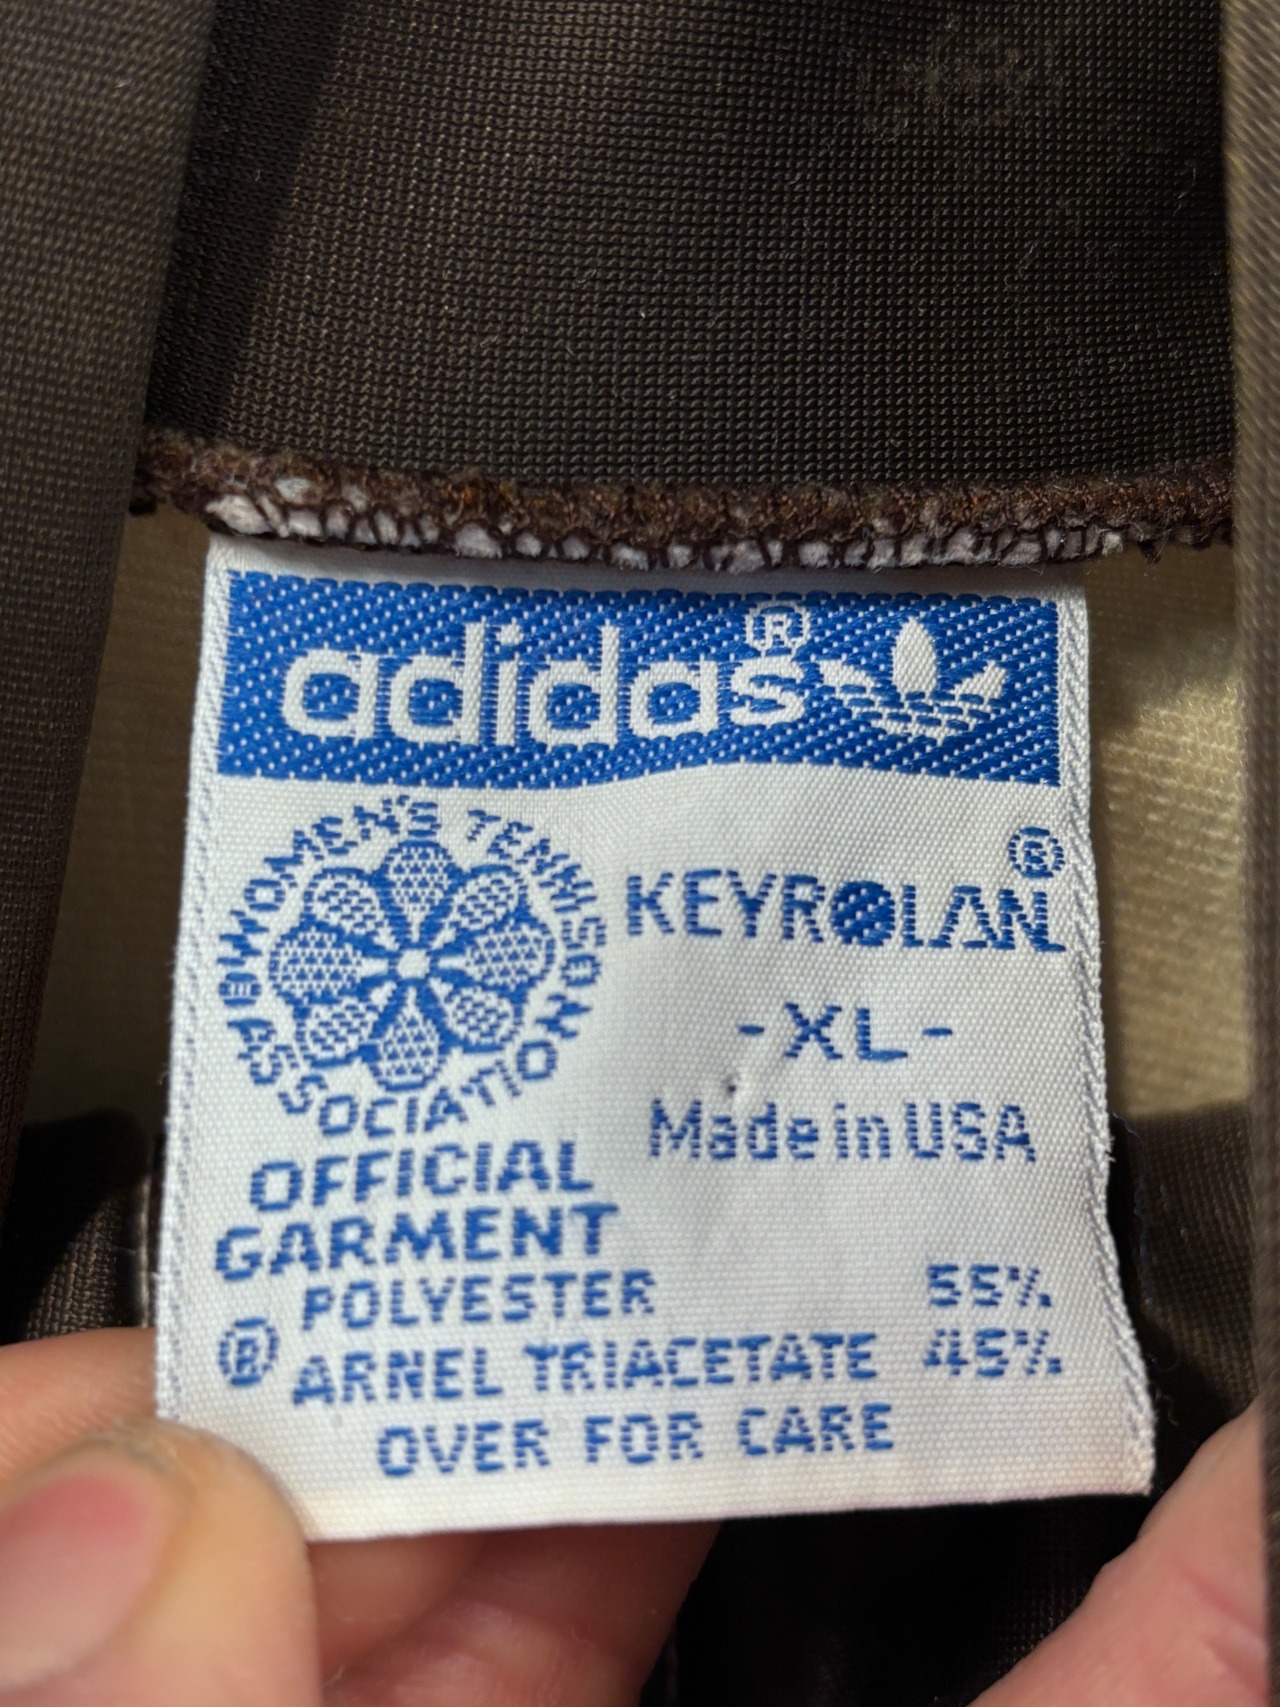 adidas®
WOMEN'S TENNIS ASSOCIATION
KEYROLAN®
-XL-
Made in USA
OFFICIAL
GARMENT
POLYESTER 55%
® ARNEL TRIACETATE 45%
OVER FOR CARE